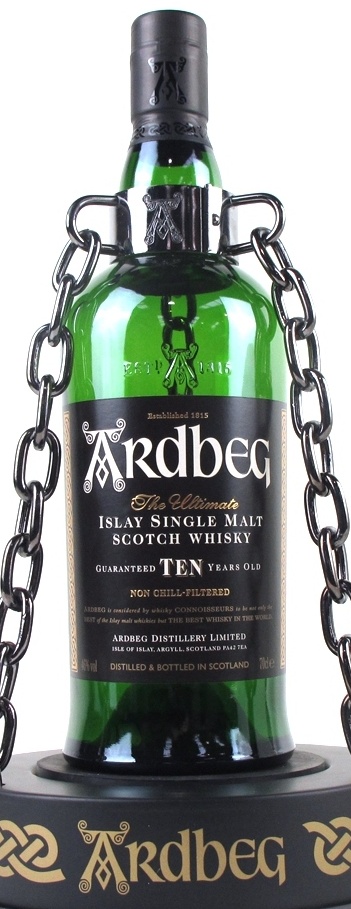 A
A
ESTD A 1815
Established 1815
ARDBEG
The Ultimate
ISLAY SINGLE MALT
SCOTCH WHISKY
GUARANTEED TEN YEARS OLD
NON CHILL-FILTERED
ARDBEG is considered by whisky CONNOISSEURS to be not only the
BEST of the Islay malt whiskies but THE BEST WHISKY IN THE WORLD
ARDBEG DISTILLERY LIMITED
ISLE OF ISLAY, ARGYLL, SCOTLAND PA42 7EA
46%vol DISTILLED & BOTTLED IN SCOTLAND 70cl e
ARDBEG